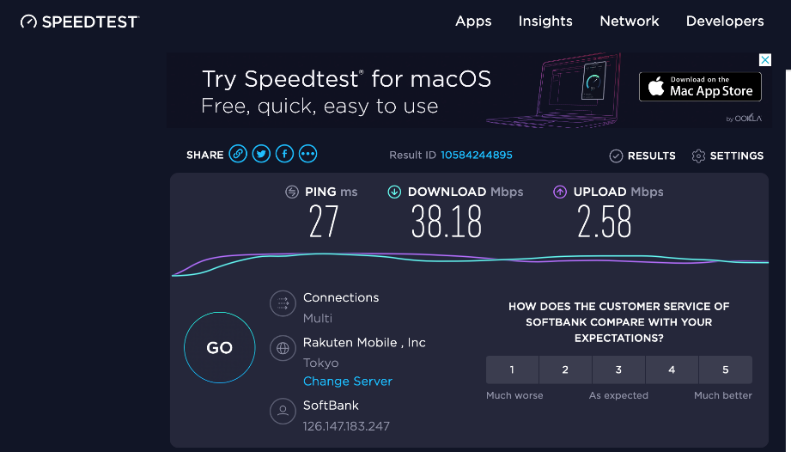 SPEEDTEST
Apps Insights Network Developers
Try Speedtest® for macOS
Free, quick, easy to use
Download on the
Mac App Store
by OOKLA
SHARE
Result ID 10584244895
RESULTS SETTINGS
PING ms DOWNLOAD Mbps UPLOAD Mbps
27 38.18 2.58
GO
Connections
Multi
Rakuten Mobile , Inc
Tokyo
Change Server
SoftBank
126.147.183.247
HOW DOES THE CUSTOMER SERVICE OF
SOFTBANK COMPARE WITH YOUR
EXPECTATIONS?
1 2 3 4 5
Much worse As expected Much better